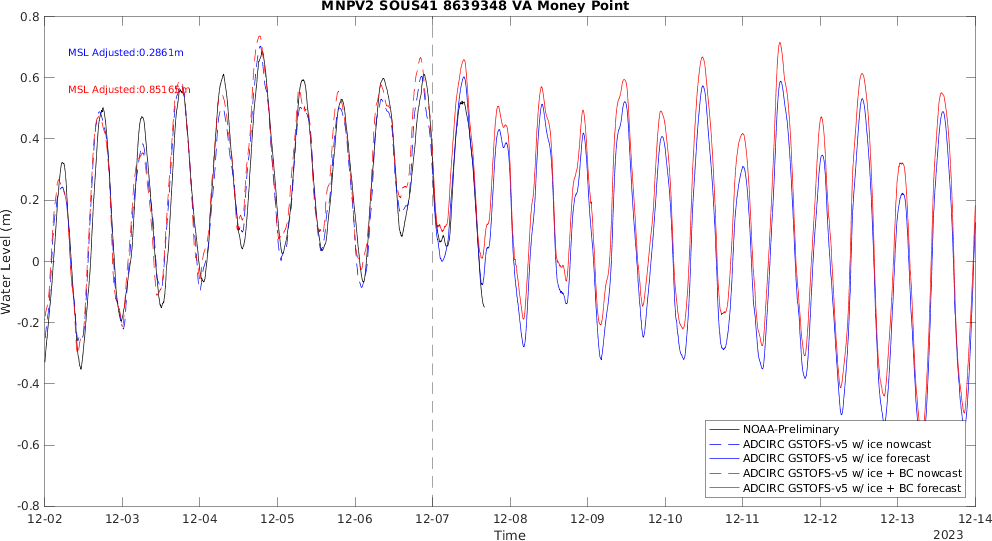 MNPV2 SOUS41 8639348 VA Money Point
0.8
MSL Adjusted:0.2861m
0.6
MSL Adjusted:0.85165m
0.4
0.2
Water Level (m)
0
-0.2
-0.4
NOAA-Preliminary
ADCIRC GSTOFS-v5 w/ ice nowcast
-0.6
ADCIRC GSTOFS-v5 w/ ice forecast
ADCIRC GSTOFS-v5 w/ ice + BC nowcast
ADCIRC GSTOFS-v5 w/ ice + BC forecast
-0.8
12-02 12-03 12-04 12-05 12-06 12-07 12-08 12-09 12-10 12-11 12-12 12-13 12-14
Time
2023